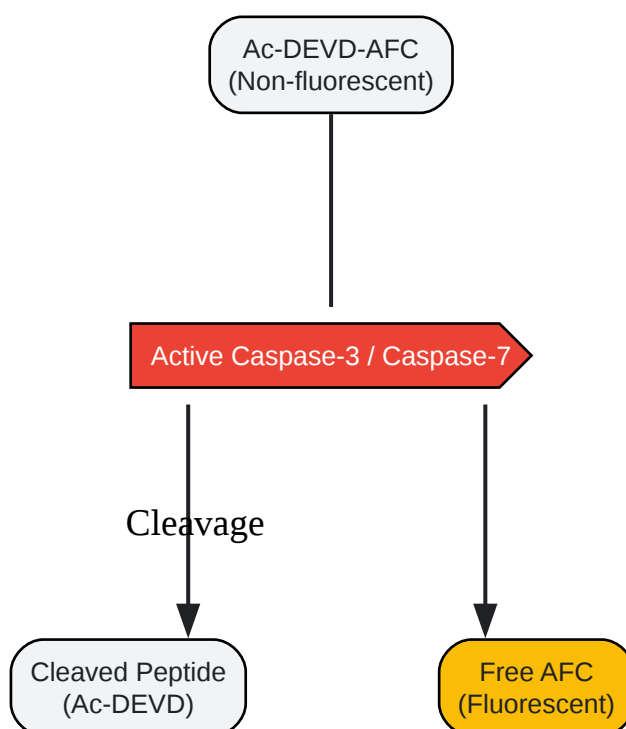 Ac-DEVD-AFC
(Non-fluorescent)
Active Caspase-3 / Caspase-7
Cleavage
Cleaved Peptide
(Ac-DEVD)
Free AFC
(Fluorescent)